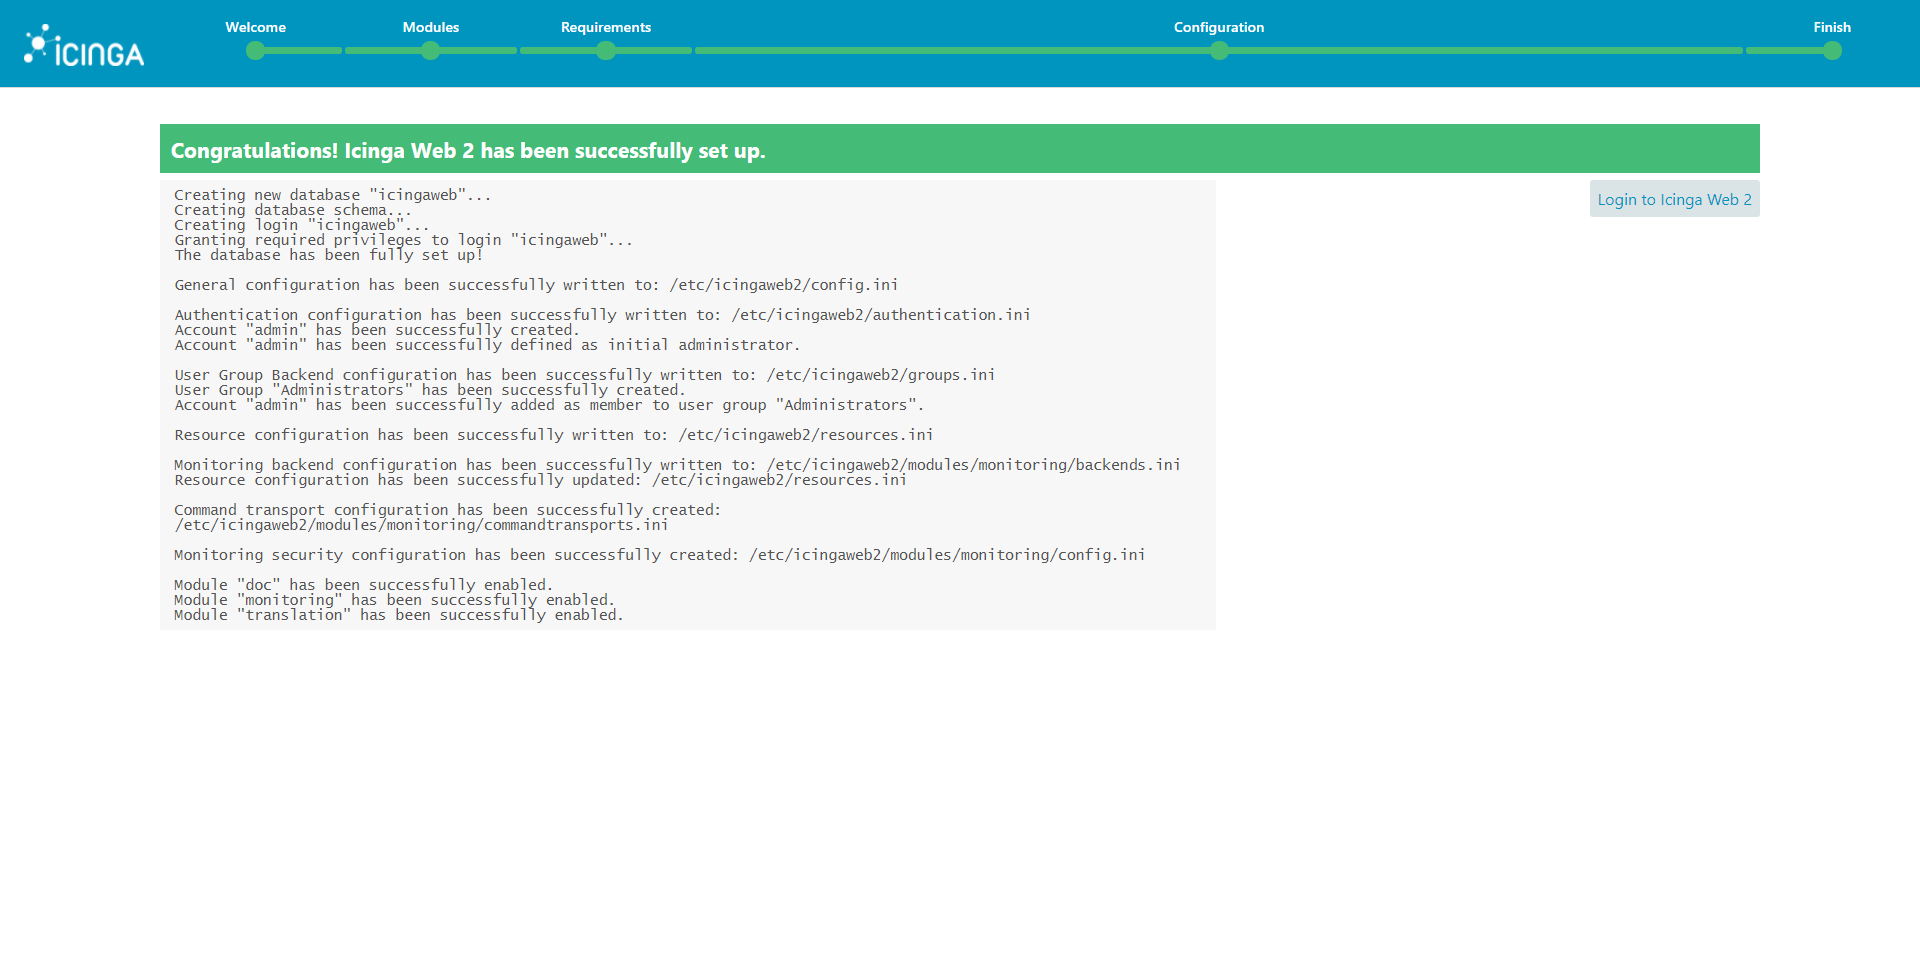 Welcome Modules Requirements Configuration Finish
ICINGA
Congratulations! Icinga Web 2 has been successfully set up.
Login to Icinga Web 2
Creating new database "icingaweb"...
Creating database schema...
Creating login "icingaweb"...
Granting required privileges to login "icingaweb"...
The database has been fully set up!
General configuration has been successfully written to: /etc/icingaweb2/config.ini
Authentication configuration has been successfully written to: /etc/icingaweb2/authentication.ini
Account "admin" has been successfully created.
Account "admin" has been successfully defined as initial administrator.
User Group Backend configuration has been successfully written to: /etc/icingaweb2/groups.ini
User Group "Administrators" has been successfully created.
Account "admin" has been successfully added as member to user group "Administrators".
Resource configuration has been successfully written to: /etc/icingaweb2/resources.ini
Monitoring backend configuration has been successfully written to: /etc/icingaweb2/modules/monitoring/backends.ini
Resource configuration has been successfully updated: /etc/icingaweb2/resources.ini
Command transport configuration has been successfully created:
/etc/icingaweb2/modules/monitoring/commandtransports.ini
Monitoring security configuration has been successfully created: /etc/icingaweb2/modules/monitoring/config.ini
Module "doc" has been successfully enabled.
Module "monitoring" has been successfully enabled.
Module "translation" has been successfully enabled.